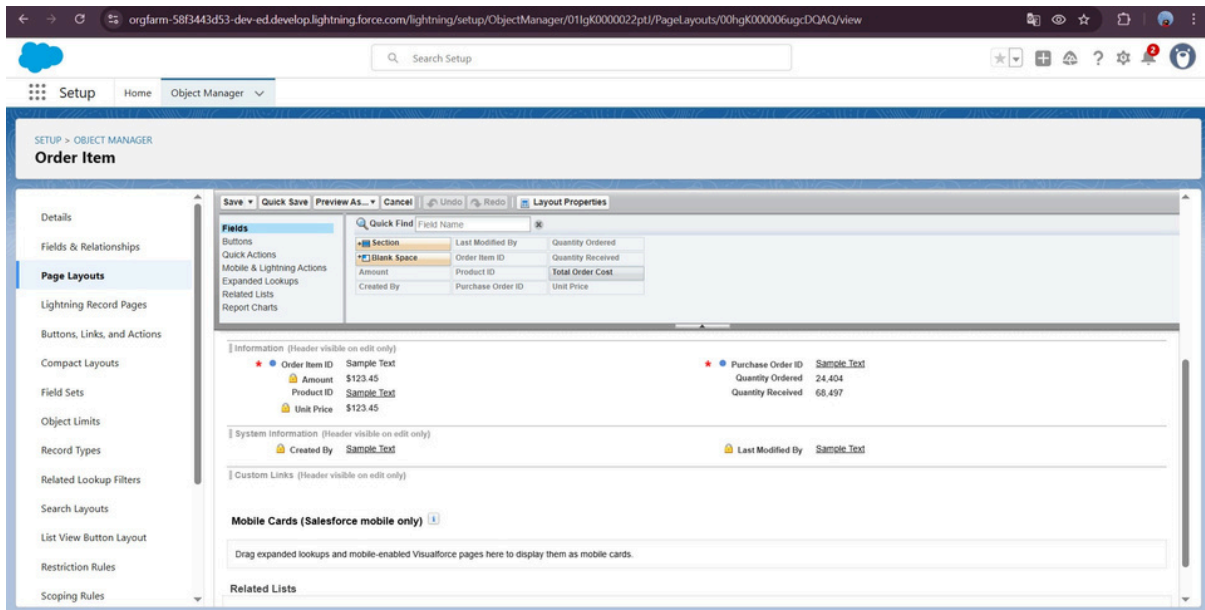 orgfarm-58f3443d53-dev-ed.develop.lightning.force.com/lightning/setup/ObjectManager/01IgK0000022ptJ/PageLayouts/00hgK000006ugcDQAQ/view
Search Setup
2
Setup Home Object Manager
SETUP > OBJECT MANAGER
Order Item
Details
Fields & Relationships
Page Layouts
Lightning Record Pages
Buttons, Links, and Actions
Compact Layouts
Field Sets
Object Limits
Record Types
Related Lookup Filters
Search Layouts
List View Button Layout
Restriction Rules
Scoping Rules
Save Quick Save Preview As... Cancel Undo Redo Layout Properties
Fields
Buttons
Quick Actions
Mobile & Lightning Actions
Expanded Lookups
Related Lists
Report Charts
Quick Find Field Name
Section Last Modified By Quantity Ordered
Blank Space Order Item ID Quantity Received
Amount Product ID Total Order Cost
Created By Purchase Order ID Unit Price
Information (Header visible on edit only)
Order Item ID Sample Text Purchase Order ID Sample Text
Amount $123.45 Quantity Ordered 24,404
Product ID Sample Text Quantity Received 68,497
Unit Price $123.45
System Information (Header visible on edit only)
Created By Sample Text Last Modified By Sample Text
Custom Links (Header visible on edit only)
Mobile Cards (Salesforce mobile only) i
Drag expanded lookups and mobile-enabled Visualforce pages here to display them as mobile cards.
Related Lists